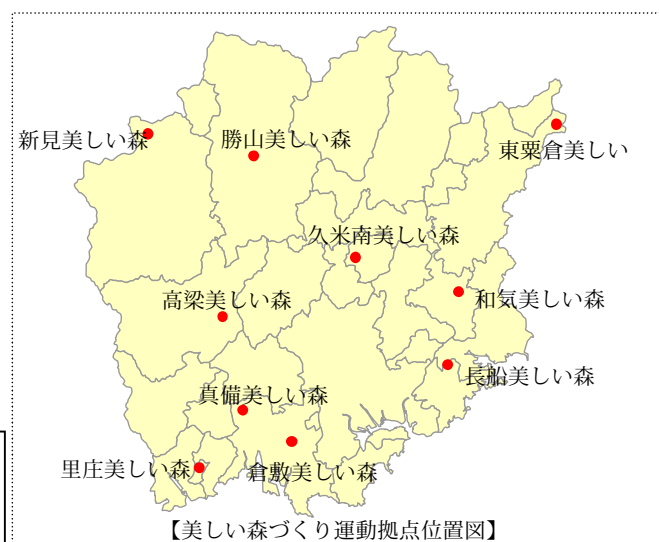 新見美しい森
勝山美しい森
東粟倉美しい
久米南美しい森
高梁美しい森
和気美しい森
長船美しい森
真備美しい森
里庄美しい森
倉敷美しい森
【美しい森づくり運動拠点位置図】